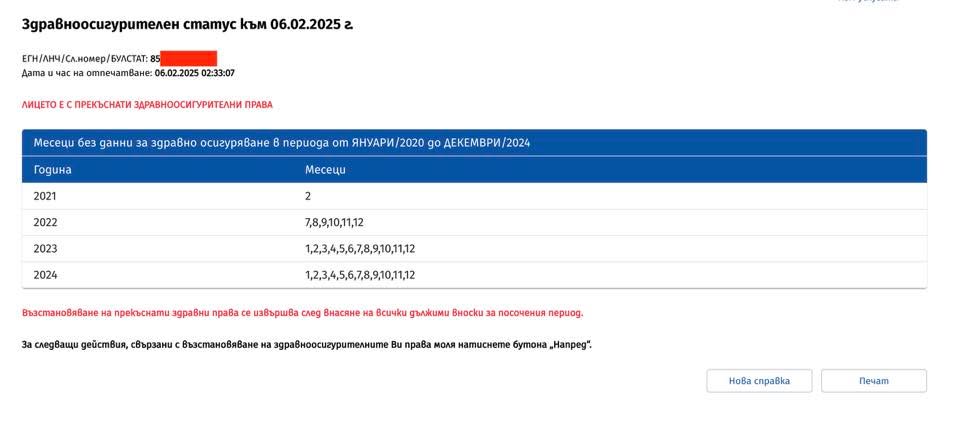 Здравноосигурителен статус към 06.02.2025 г.
ЕГН/ЛНЧ/Сл.номер/БУЛСТАТ: 85
Дата и час на отпечатване: 06.02.2025 02:33:07
ЛИЦЕТО Е С ПРЕКЪСНАТИ ЗДРАВНООСИГУРИТЕЛНИ ПРАВА
Месеци без данни за здравно осигуряване в периода от ЯНУАРИ/2020 до ДЕКЕМВРИ/2024
Година Месеци
2021 2
2022 7,8,9,10,11,12
2023 1,2,3,4,5,6,7,8,9,10,11,12
2024 1,2,3,4,5,6,7,8,9,10,11,12
Възстановяване на прекъснати здравни права се извършва след внасяне на всички дължими вноски за посочения период.
За следващи действия, свързани с възстановяване на здравноосигурителните Ви права моля натиснете бутона „Напред“.
Нова справка Печат